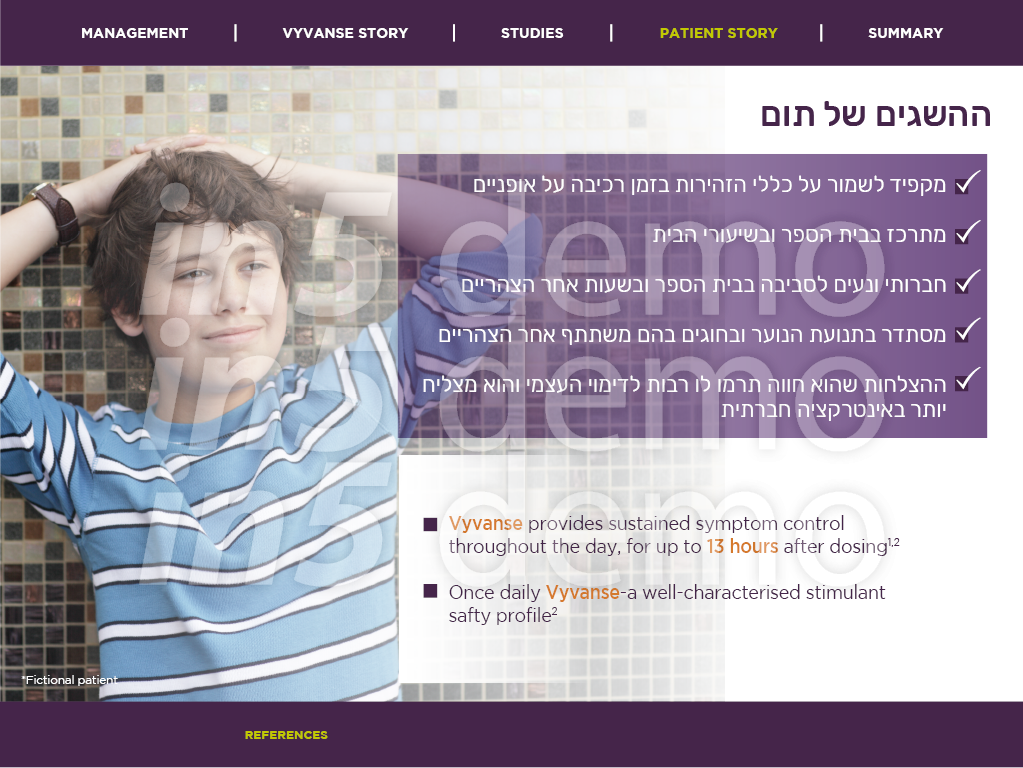 MANAGEMENT | VYVANSE STORY | STUDIES | PATIENT STORY | SUMMARY
ההשגים של תום
מקפיד לשמור על כללי הזהירות בזמן רכיבה על אופניים
מתרכז בבית הספר ובשיעורי הבית
חברותי ונעים לסביבה בבית הספר ובשעות אחר הצהריים
מסתדר בתנועת הנוער ובחוגים בהם משתתף אחר הצהריים
ההצלחות שהוא חווה תרמו לו רבות לדימוי העצמי והוא מצליח
יותר באינטרקציה חברתית
in5 demo
in5 demo
in5 demo
Vyvanse provides sustained symptom control
throughout the day, for up to 13 hours after dosing1,2
Once daily Vyvanse-a well-characterised stimulant
safty profile2
*Fictional patient
REFERENCES